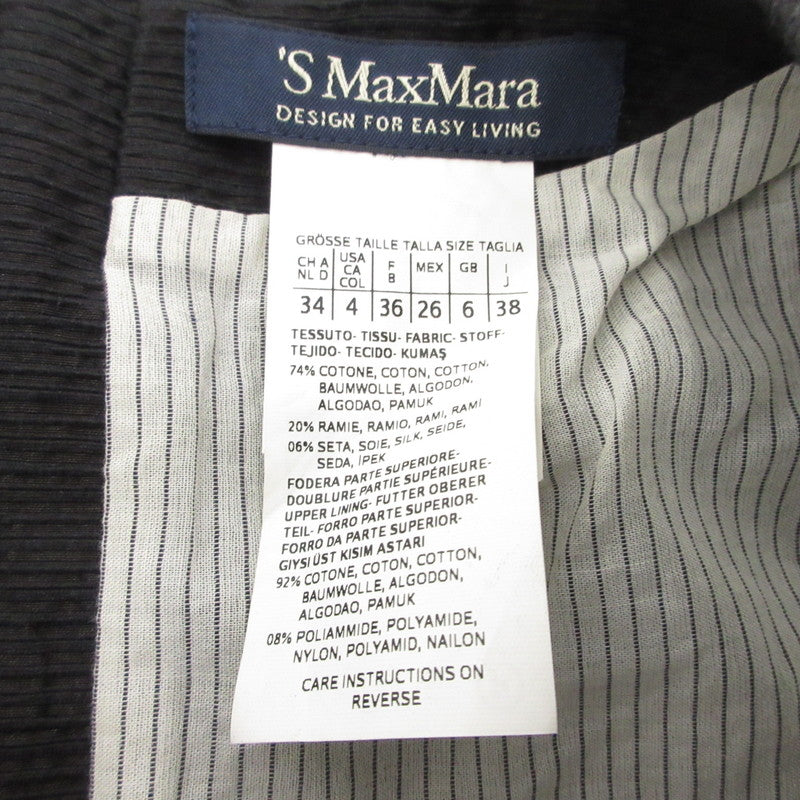 'S MaxMara
DESIGN FOR EASY LIVING
GRÖSSE TAILLE TALLA SIZE TAGLIA
CH A NL D USA CA COL F B MEX GB I J
34 4 36 26 6 38
TESSUTO- TISSU- FABRIC- STOFF-
TEJIDO- TECIDO- KUMAŞ
74% COTONE, COTON, COTTON,
BAUMWOLLE, ALGODON,
ALGODAO, PAMUK
20% RAMIE, RAMIO, RAMI, RAMI
06% SETA, SOIE, SILK, SEIDE,
SEDA, İPEK
FODERA PARTE SUPERIORE-
DOUBLURE PARTIE SUPÉRIEURE-
UPPER LINING- FUTTER OBERER
TEIL- FORRO PARTE SUPERIOR-
FORRO DA PARTE SUPERIOR-
GIYSI ÜST KISIM ASTARI
92% COTONE, COTON, COTTON,
BAUMWOLLE, ALGODON,
ALGODAO, PAMUK
08% POLIAMMIDE, POLYAMIDE,
NYLON, POLYAMID, NAILON
CARE INSTRUCTIONS ON
REVERSE